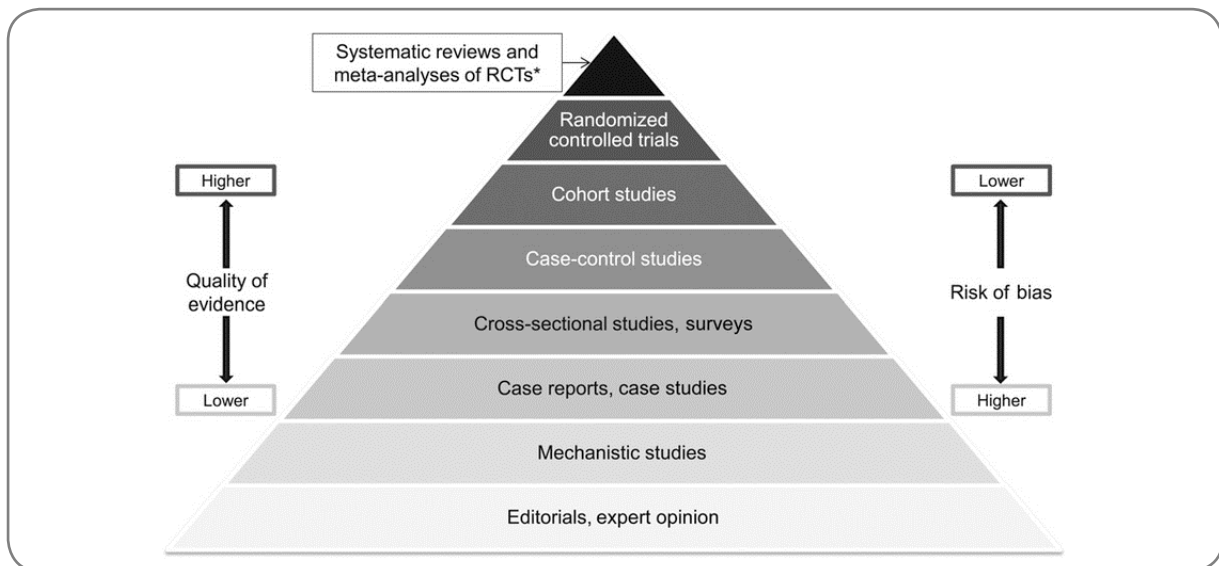 Systematic reviews and
meta-analyses of RCTs*
Randomized
controlled trials
Higher
Lower
Cohort studies
Case-control studies
Quality of
evidence
Risk of bias
Cross-sectional studies, surveys
Case reports, case studies
Lower
Higher
Mechanistic studies
Editorials, expert opinion